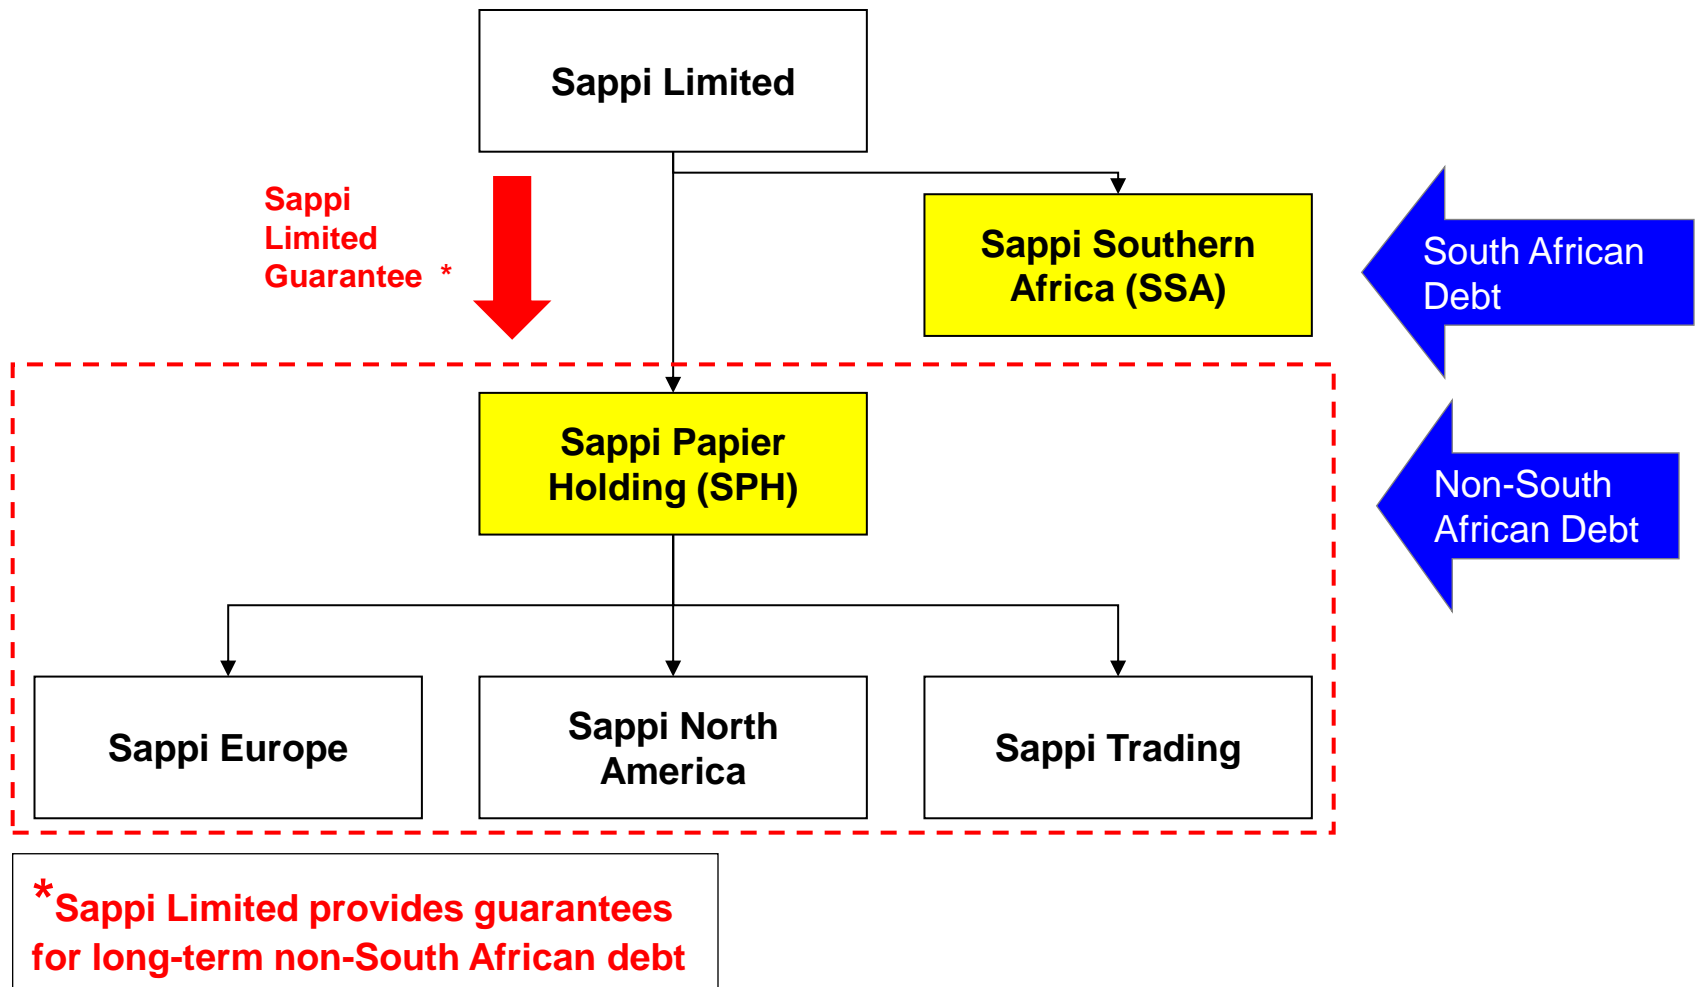 Sappi Limited
Sappi
Limited
Guarantee *
Sappi Southern
Africa (SSA)
South African
Debt
Sappi Papier
Holding (SPH)
Non-South
African Debt
Sappi Europe
Sappi North
America
Sappi Trading
*Sappi Limited provides guarantees
for long-term non-South African debt